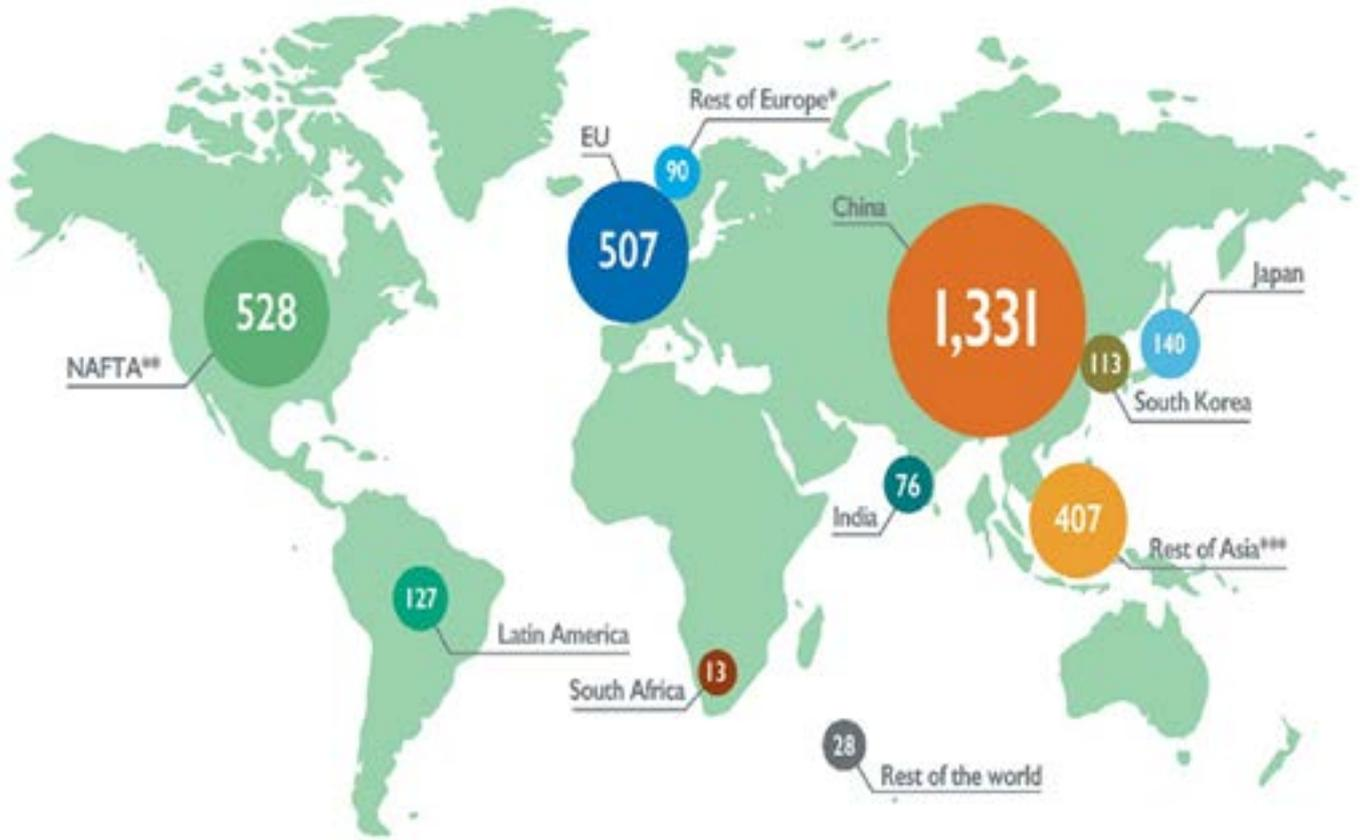 Rest of Europe*
EU
90
507
China
1,331
Japan
140
113
South Korea
528
NAFTA**
76
India
407
Rest of Asia***
127
Latin America
13
South Africa
28
Rest of the world